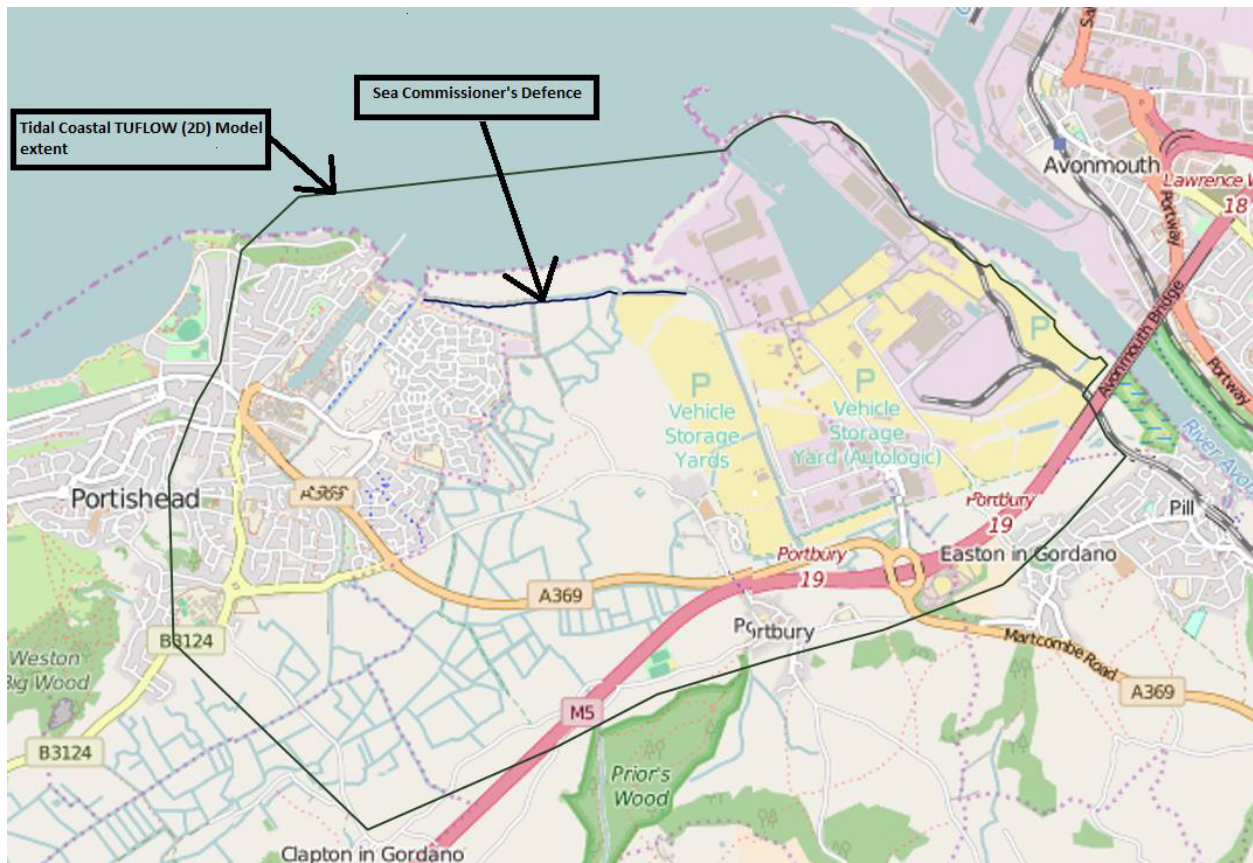 Sea Commissioner's Defence
Tidal Coastal TUFLOW (2D) Model
extent
Avonmouth
Lawrence W
18
Portway
Avonmouth Bridge
Portway
River Avo
P
P
P
Vehicle
Storage
Yards
Vehicle
Storage
Yard (Autologic)
A369
Portishead
Portbury
19
Pill
Easton in Gordano
Portbury
19
A369
Portbury
Martcombe Road
A369
B3124
Weston
Big Wood
M5
B3124
Prior's
Wood
Clapton in Gordano